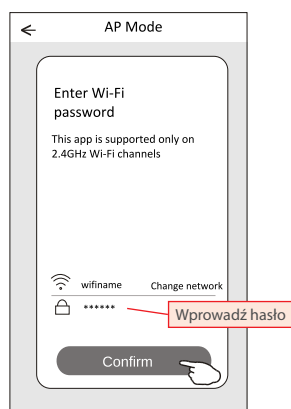 AP Mode
Enter Wi-Fi
password
This app is supported only on
2.4GHz Wi-Fi channels
wifiname Change network
******
Wprowadź hasło
Confirm